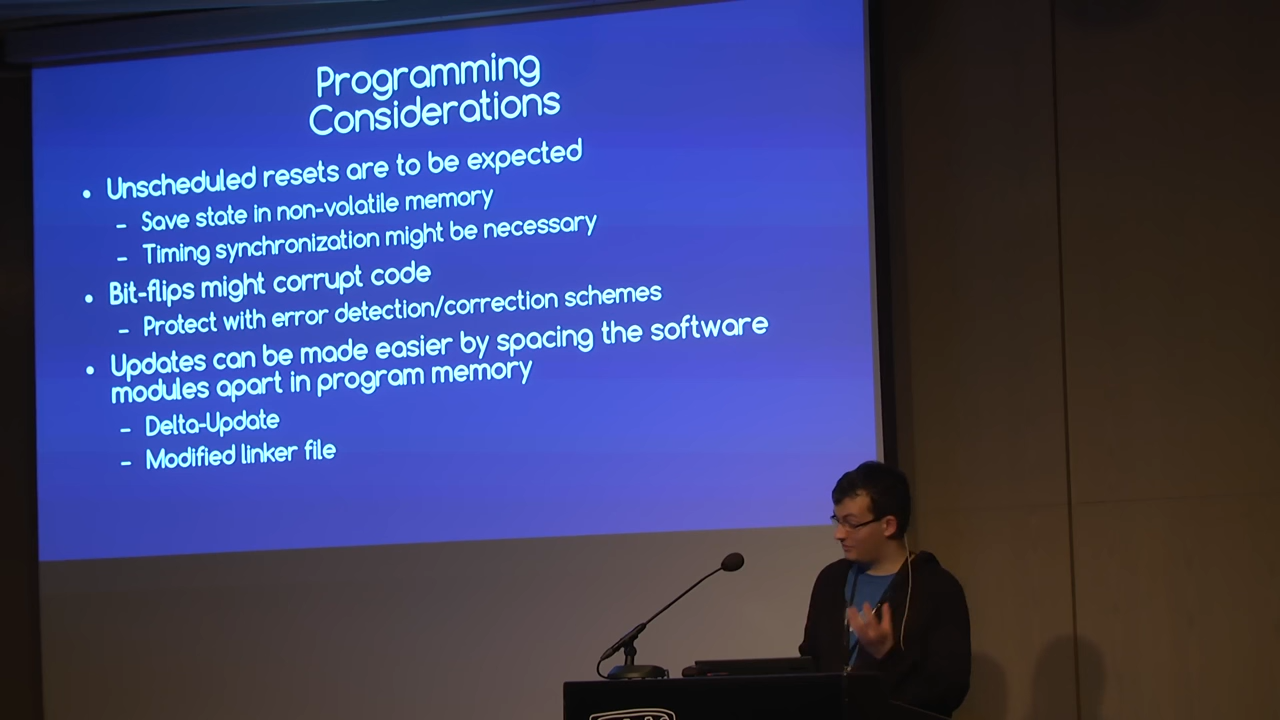 Programming
Considerations
• Unscheduled resets are to be expected
– Save state in non-volatile memory
– Timing synchronization might be necessary
• Bit-flips might corrupt code
– Protect with error detection/correction schemes
• Updates can be made easier by spacing the software
modules apart in program memory
– Delta-Update
– Modified linker file